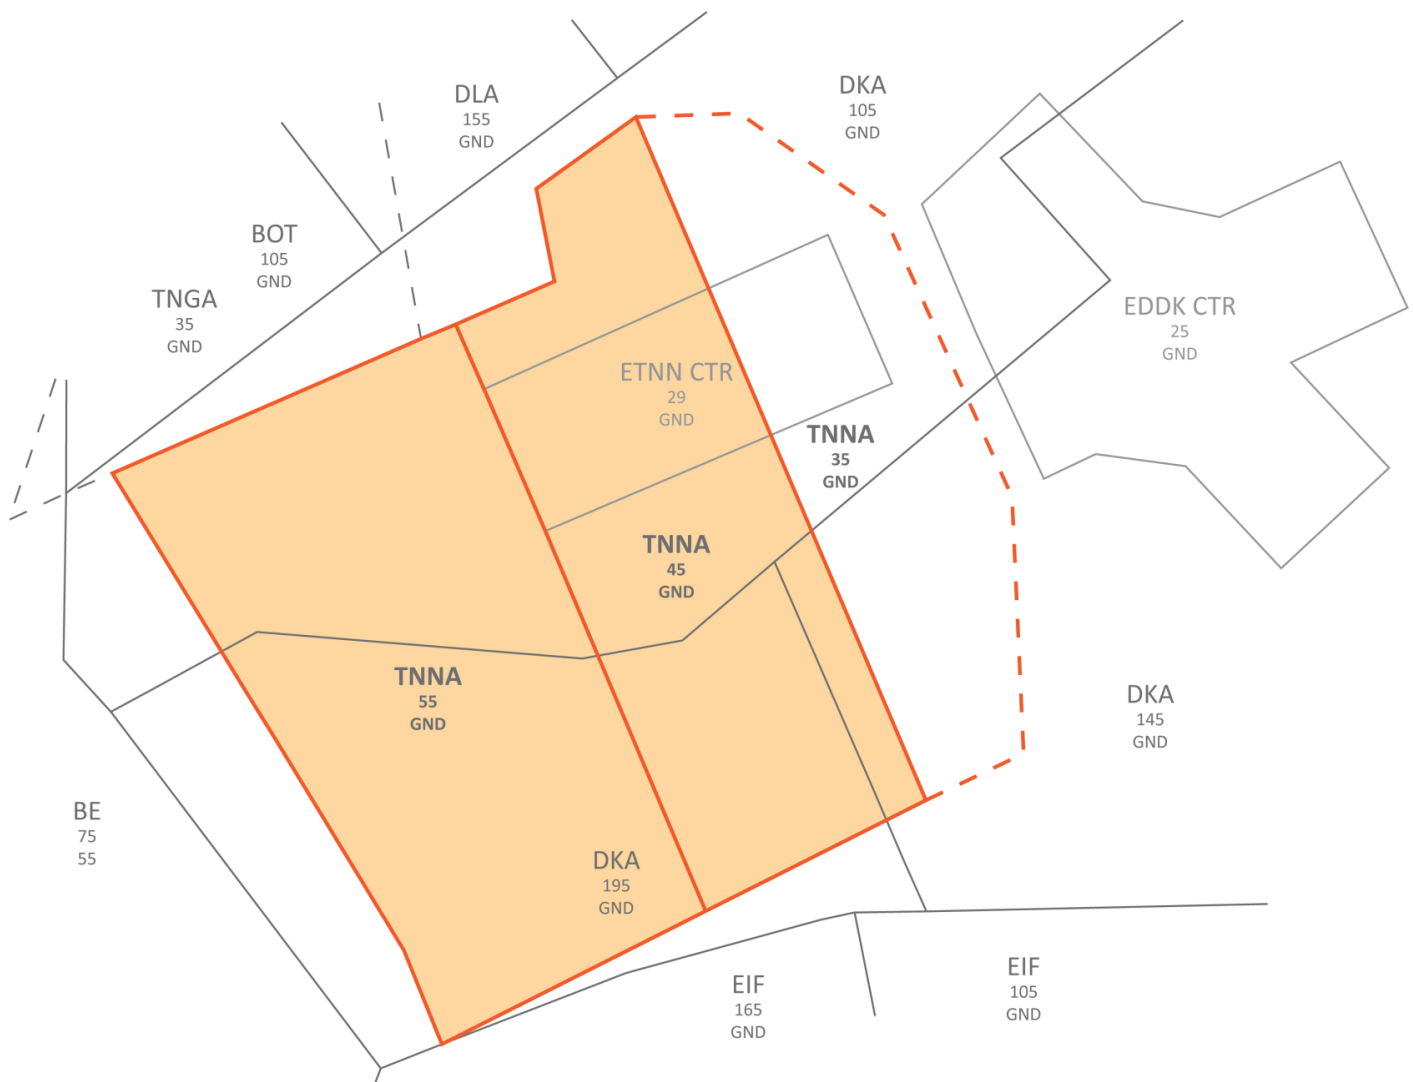 DLA
155
GND
DKA
105
GND
BOT
105
GND
TNGA
35
GND
EDDK CTR
25
GND
ETNN CTR
29
GND
TNNA
35
GND
TNNA
45
GND
TNNA
55
GND
DKA
145
GND
BE
75
55
DKA
195
GND
EIF
165
GND
EIF
105
GND